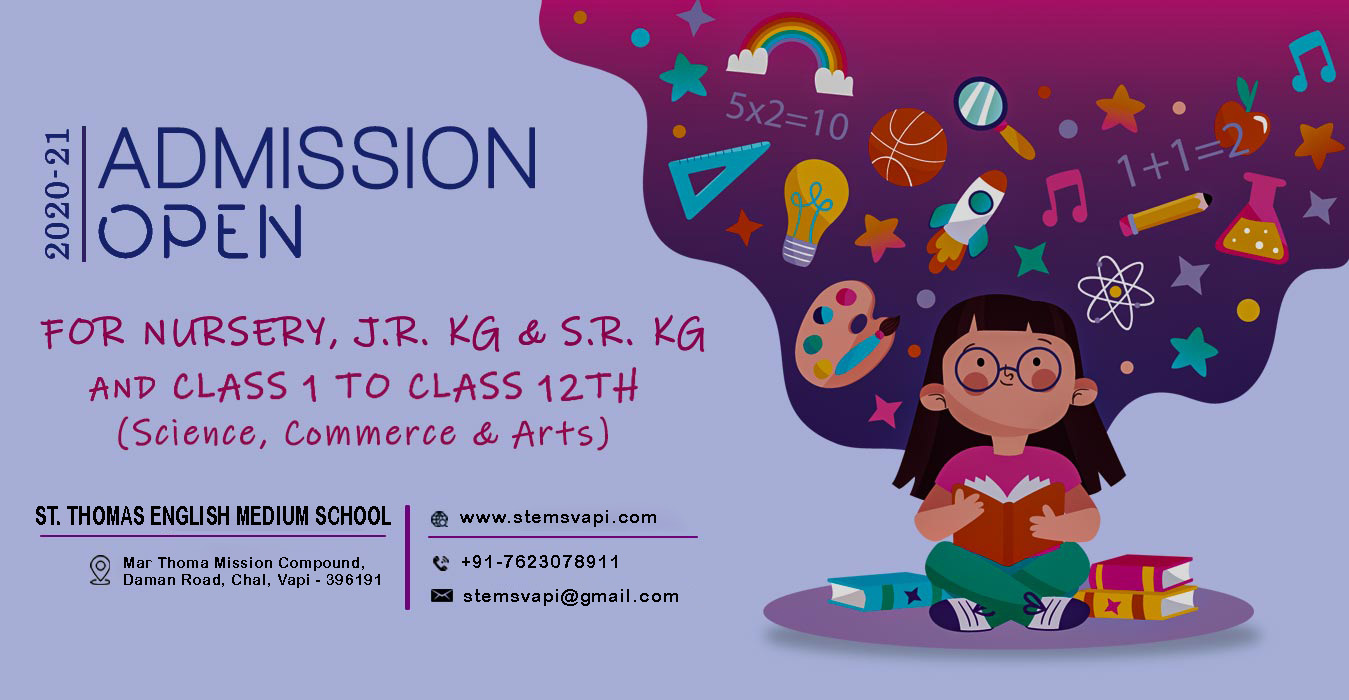 2020-21
ADMISSION
OPEN
FOR NURSERY, J.R. KG & S.R. KG
AND CLASS 1 TO CLASS 12TH
(Science, Commerce & Arts)
ST. THOMAS ENGLISH MEDIUM SCHOOL
Mar Thoma Mission Compound,
Daman Road, Chal, Vapi - 396191
www.stemsvapi.com
+91-7623078911
stemsvapi@gmail.com
5x2=10
1+1=2